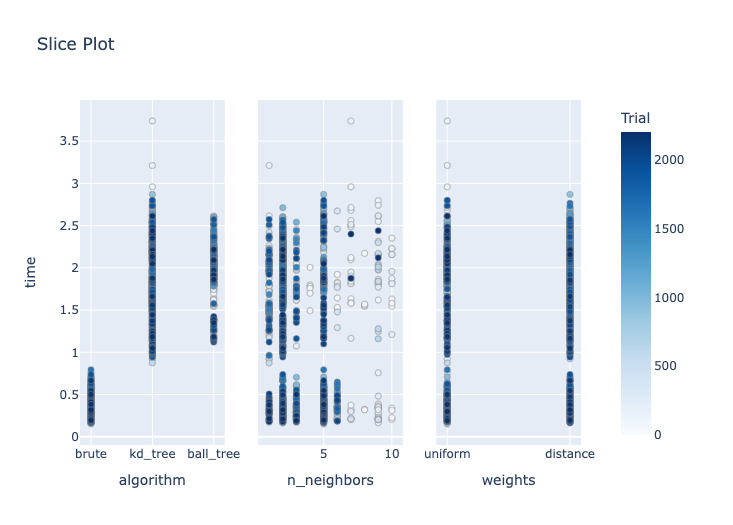 Slice Plot
Trial
3.5
3
2.5
2
1.5
1
0.5
0
time
2000
1500
1000
500
0
brute kd_tree ball_tree 5 10 uniform distance
algorithm n_neighbors weights